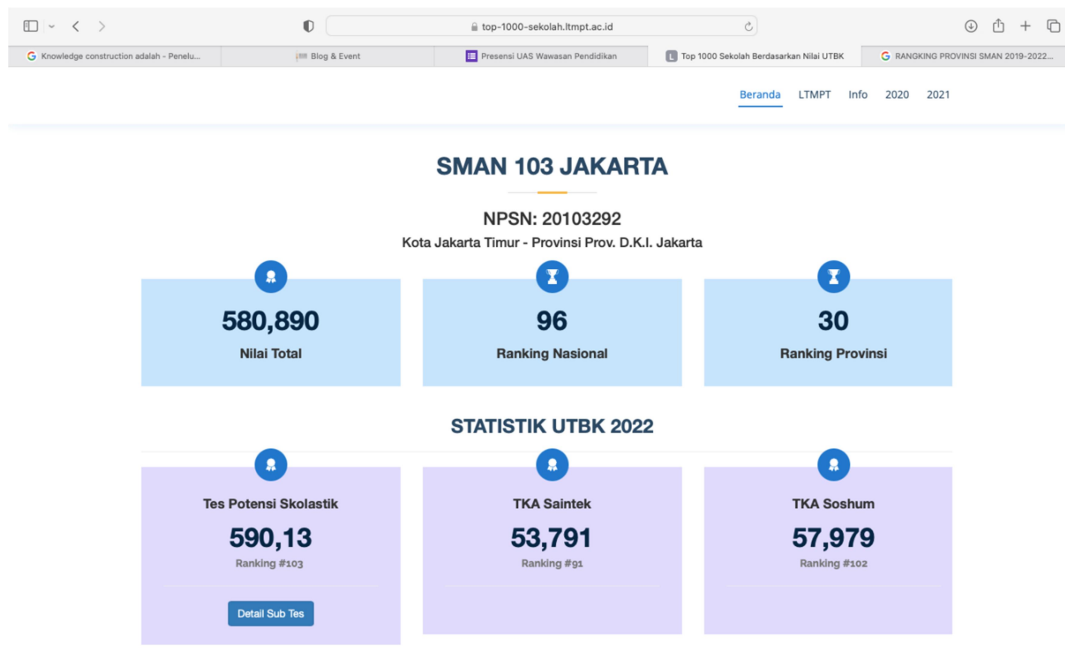 top-1000-sekolah.ltmpt.ac.id
Knowledge construction adalah - Penelu...
Blog & Event
Presensi UAS Wawasan Pendidikan
L Top 1000 Sekolah Berdasarkan Nilai UTBK
RANGKING PROVINSI SMAN 2019-2022...
Beranda LTMPT Info 2020 2021
SMAN 103 JAKARTA
NPSN: 20103292
Kota Jakarta Timur - Provinsi Prov. D.K.I. Jakarta
580,890
Nilai Total
96
Ranking Nasional
30
Ranking Provinsi
STATISTIK UTBK 2022
Tes Potensi Skolastik
590,13
Ranking #103
Detail Sub Tes
TKA Saintek
53,791
Ranking #91
TKA Soshum
57,979
Ranking #102